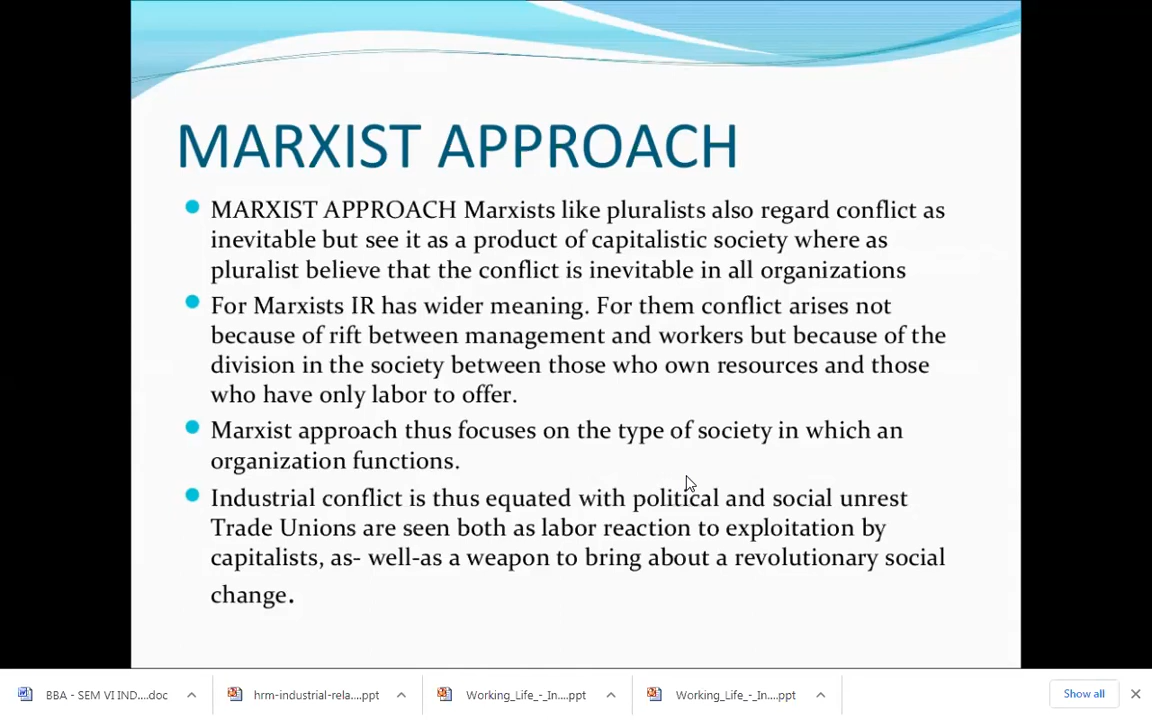 MARXIST APPROACH
MARXIST APPROACH Marxists like pluralists also regard conflict as
inevitable but see it as a product of capitalistic society where as
pluralist believe that the conflict is inevitable in all organizations
For Marxists IR has wider meaning. For them conflict arises not
because of rift between management and workers but because of the
division in the society between those who own resources and those
who have only labor to offer.
Marxist approach thus focuses on the type of society in which an
organization functions.
Industrial conflict is thus equated with political and social unrest
Trade Unions are seen both as labor reaction to exploitation by
capitalists, as- well-as a weapon to bring about a revolutionary social
change.
BBA - SEM VI IND....doc
hrm-industrial-rela....ppt
Working_Life_-_In....ppt
Working_Life_-_In....ppt
Show all